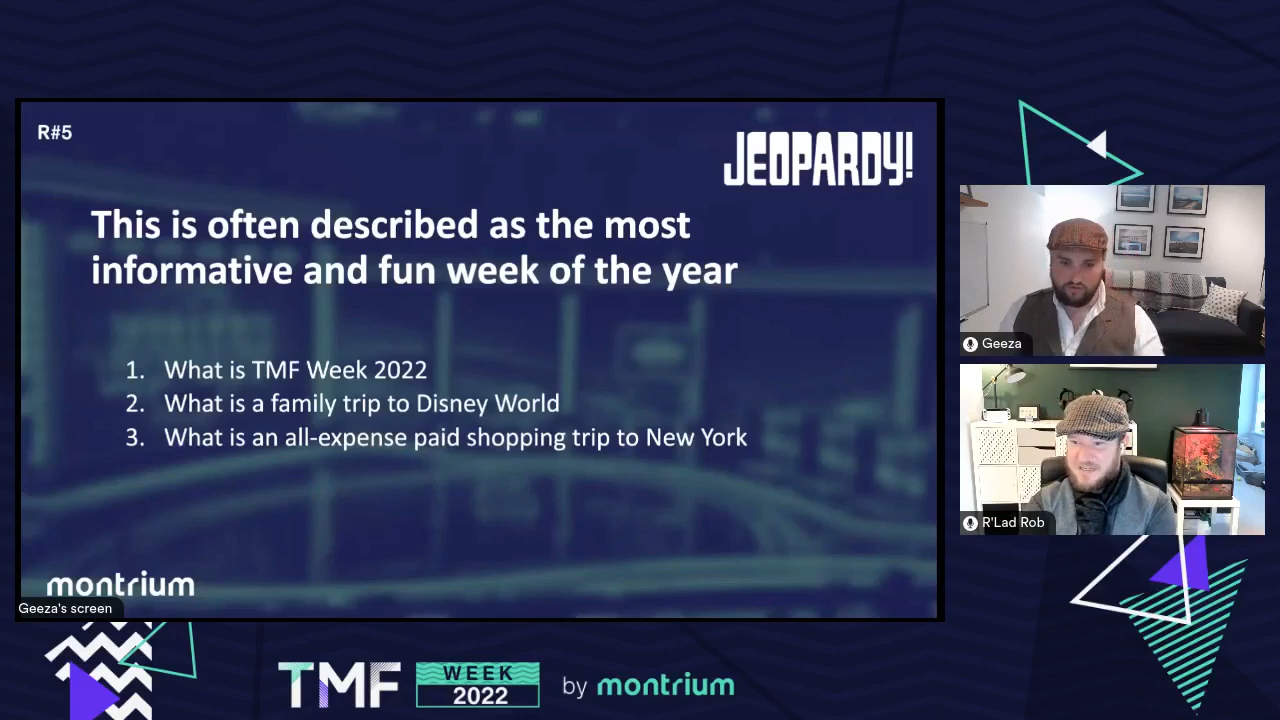 R#5
JEOPARDY!
This is often described as the most
informative and fun week of the year
1. What is TMF Week 2022
2. What is a family trip to Disney World
3. What is an all-expense paid shopping trip to New York
montrium
Geeza's screen
Geeza
R'Lad Rob
TMF WEEK 2022 by montrium